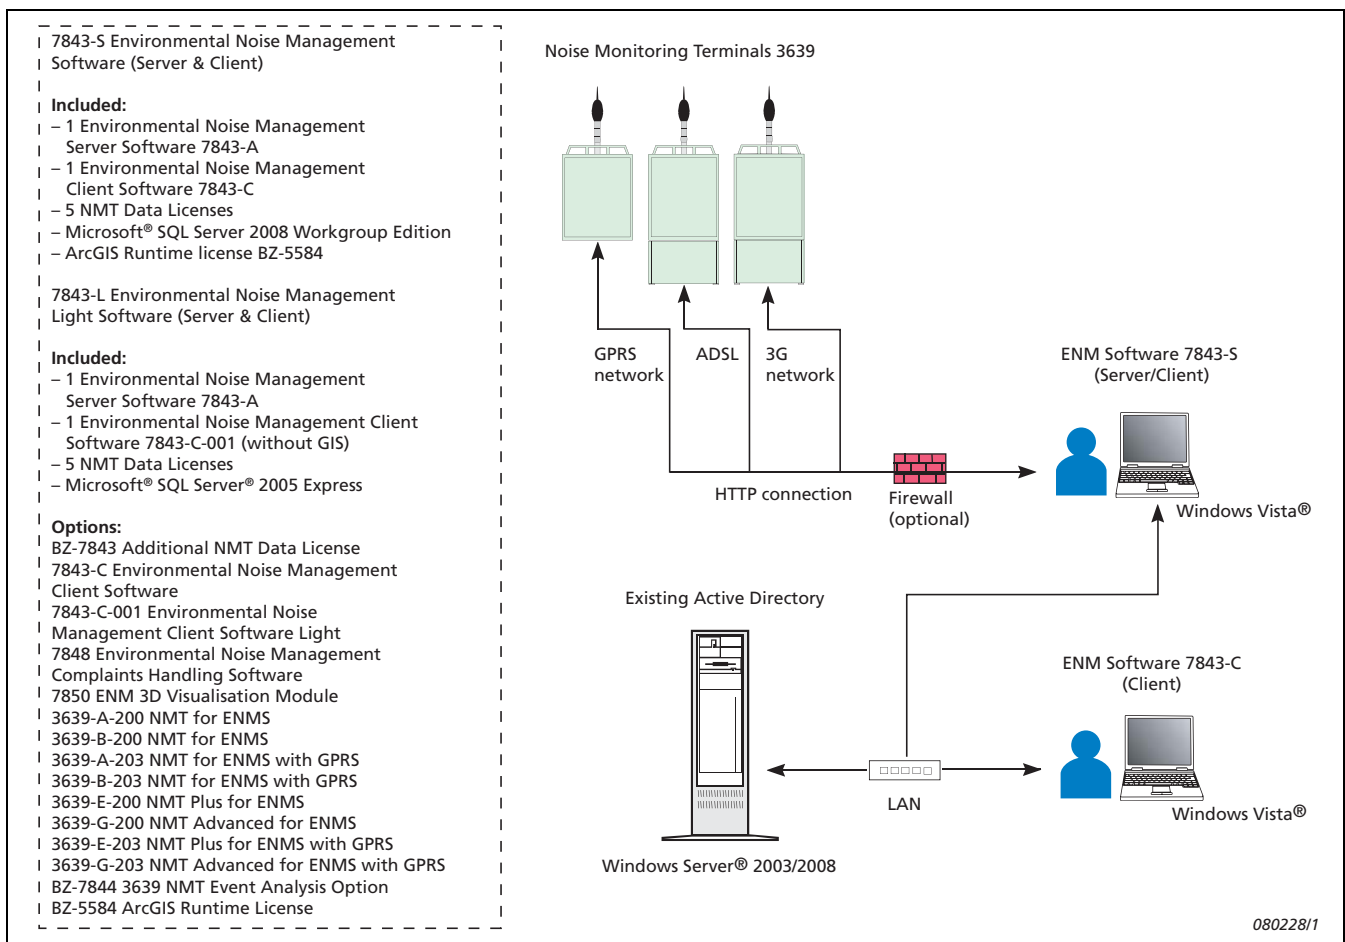 7843-S Environmental Noise Management
Software (Server & Client)
Included:
– 1 Environmental Noise Management
Server Software 7843-A
– 1 Environmental Noise Management
Client Software 7843-C
– 5 NMT Data Licenses
– Microsoft® SQL Server 2008 Workgroup Edition
– ArcGIS Runtime license BZ-5584
7843-L Environmental Noise Management
Light Software (Server & Client)
Included:
– 1 Environmental Noise Management
Server Software 7843-A
– 1 Environmental Noise Management Client
Software 7843-C-001 (without GIS)
– 5 NMT Data Licenses
– Microsoft® SQL Server® 2005 Express
Options:
BZ-7843 Additional NMT Data License
7843-C Environmental Noise Management
Client Software
7843-C-001 Environmental Noise
Management Client Software Light
7848 Environmental Noise Management
Complaints Handling Software
7850 ENM 3D Visualisation Module
3639-A-200 NMT for ENMS
3639-B-200 NMT for ENMS
3639-A-203 NMT for ENMS with GPRS
3639-B-203 NMT for ENMS with GPRS
3639-E-200 NMT Plus for ENMS
3639-G-200 NMT Advanced for ENMS
3639-E-203 NMT Plus for ENMS with GPRS
3639-G-203 NMT Advanced for ENMS with GPRS
BZ-7844 3639 NMT Event Analysis Option
BZ-5584 ArcGIS Runtime License
Noise Monitoring Terminals 3639
GPRS
network
ADSL
3G
network
HTTP connection
Firewall
(optional)
ENM Software 7843-S
(Server/Client)
Windows Vista®
Existing Active Directory
Windows Server® 2003/2008
LAN
ENM Software 7843-C
(Client)
Windows Vista®
080228/1